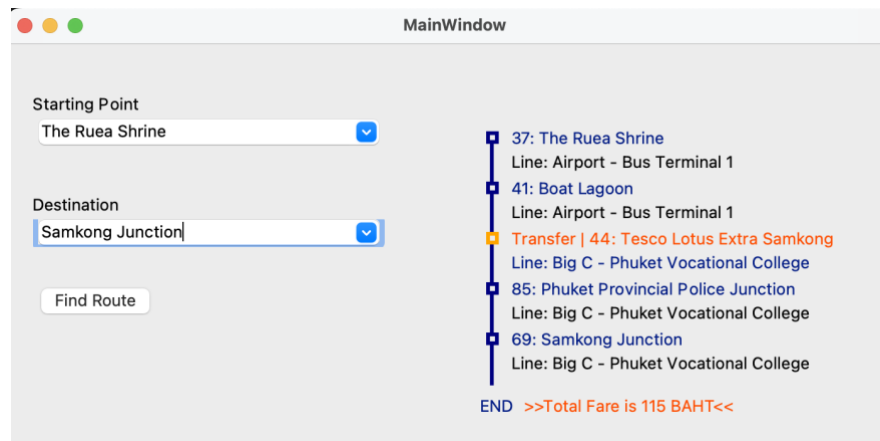 MainWindow
Starting Point
The Ruea Shrine
Destination
Samkong Junction
Find Route
37: The Ruea Shrine
Line: Airport - Bus Terminal 1
41: Boat Lagoon
Line: Airport - Bus Terminal 1
Transfer | 44: Tesco Lotus Extra Samkong
Line: Big C - Phuket Vocational College
85: Phuket Provincial Police Junction
Line: Big C - Phuket Vocational College
69: Samkong Junction
Line: Big C - Phuket Vocational College
END >>Total Fare is 115 BAHT<<